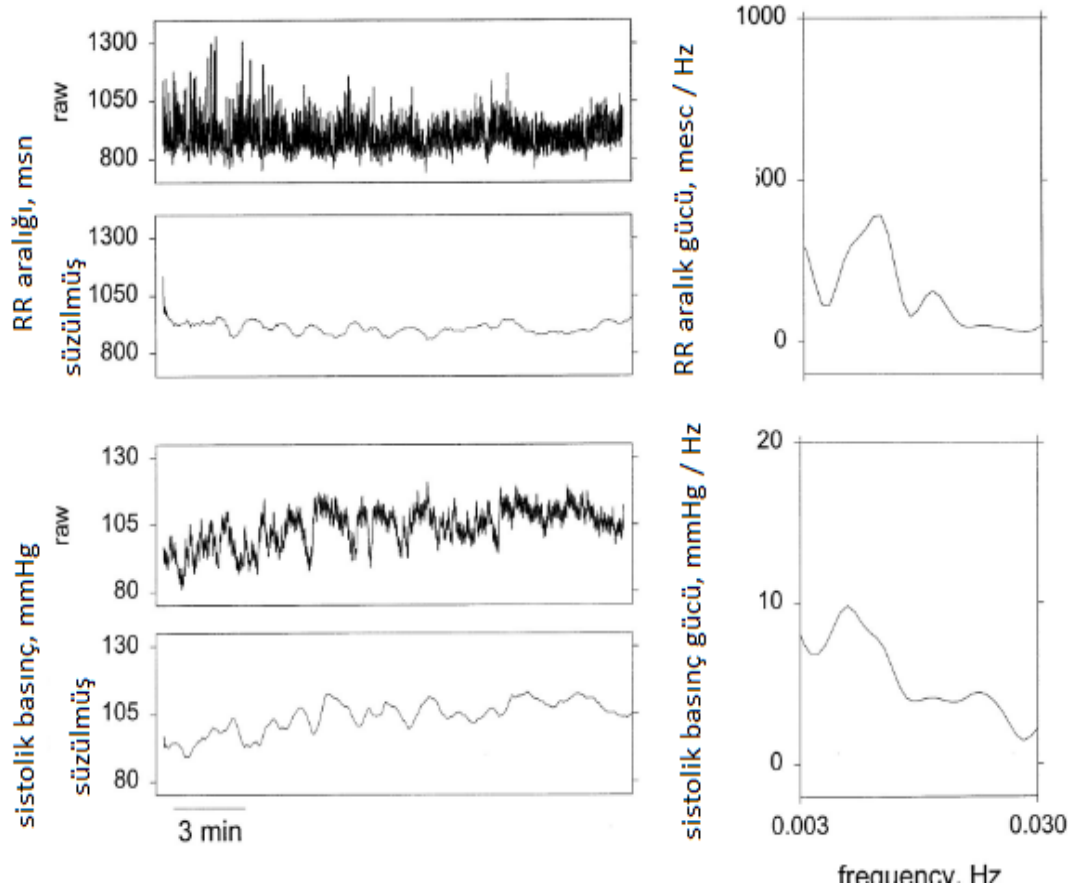 RR aralığı, msn
raw
1300
1050
800
süzülmüş
1300
1050
800
RR aralık gücü, mesc / Hz
1000
500
0
sistolik basınç, mmHg
raw
130
105
80
süzülmüş
130
105
80
3 min
sistolik basınç gücü, mmHg / Hz
20
10
0
0.003
0.030
frequency, Hz